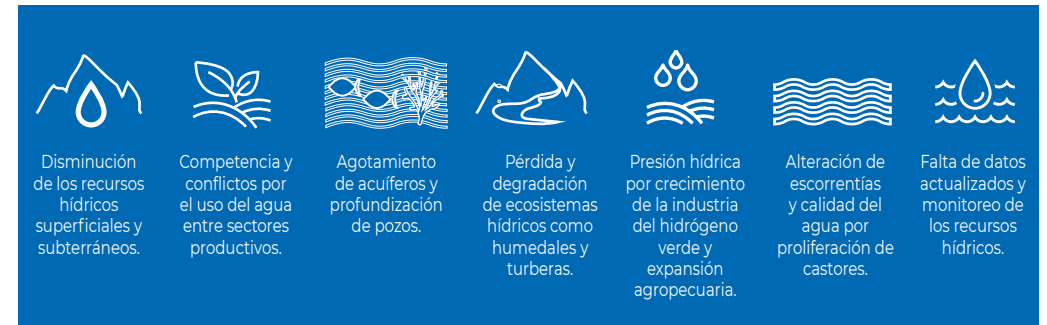 Disminución
de los recursos
hídricos
superficiales y
subterráneos.
Competencia y
conflictos por
el uso del agua
entre sectores
productivos.
Agotamiento
de acuíferos y
profundización
de pozos.
Pérdida y
degradación
de ecosistemas
hídricos como
humedales y
turberas.
Presión hídrica
por crecimiento
de la industria
del hidrógeno
verde y
expansión
agropecuaria.
Alteración de
escorrentías
y calidad del
agua por
proliferación de
castores.
Falta de datos
actualizados y
monitoreo de
los recursos
hídricos.